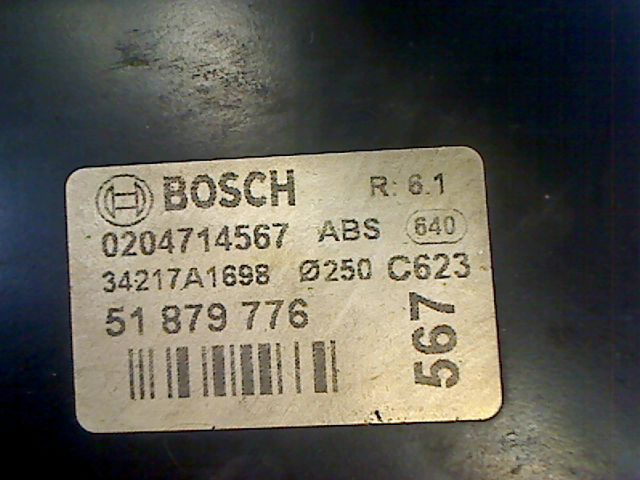 BOSCH R: 6.1
0204714567 ABS 640
34217A1698 Ø250 C623
51 879 776
567